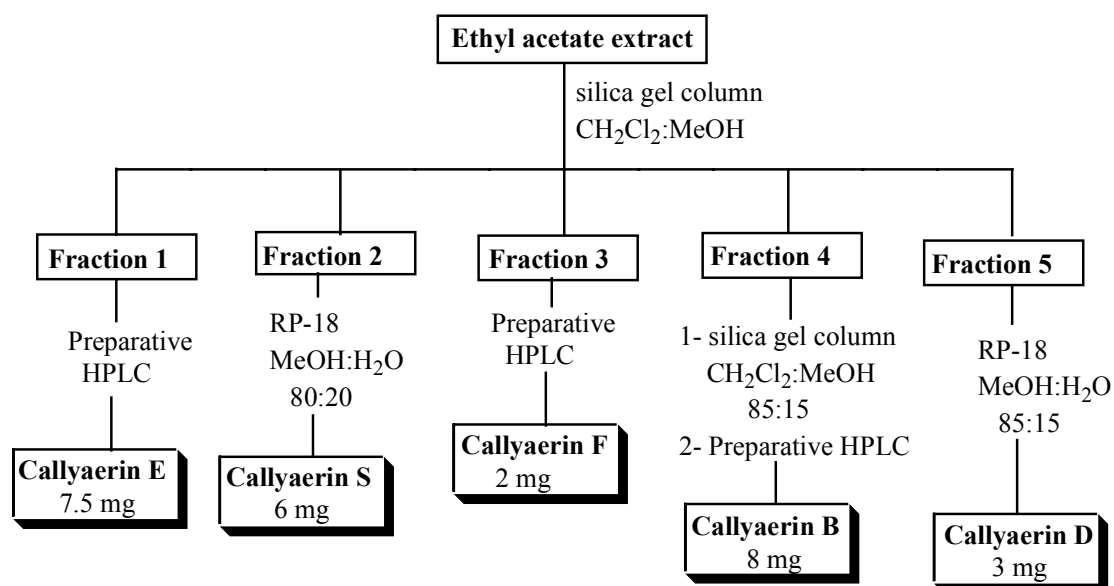 Ethyl acetate extract
silica gel column
CH₂Cl₂:MeOH
Fraction 1
Fraction 2
Fraction 3
Fraction 4
Fraction 5
Preparative
HPLC
RP-18
MeOH:H₂O
80:20
Preparative
HPLC
1- silica gel column
CH₂Cl₂:MeOH
85:15
2- Preparative HPLC
RP-18
MeOH:H₂O
85:15
Callyaerin E
7.5 mg
Callyaerin S
6 mg
Callyaerin F
2 mg
Callyaerin B
8 mg
Callyaerin D
3 mg